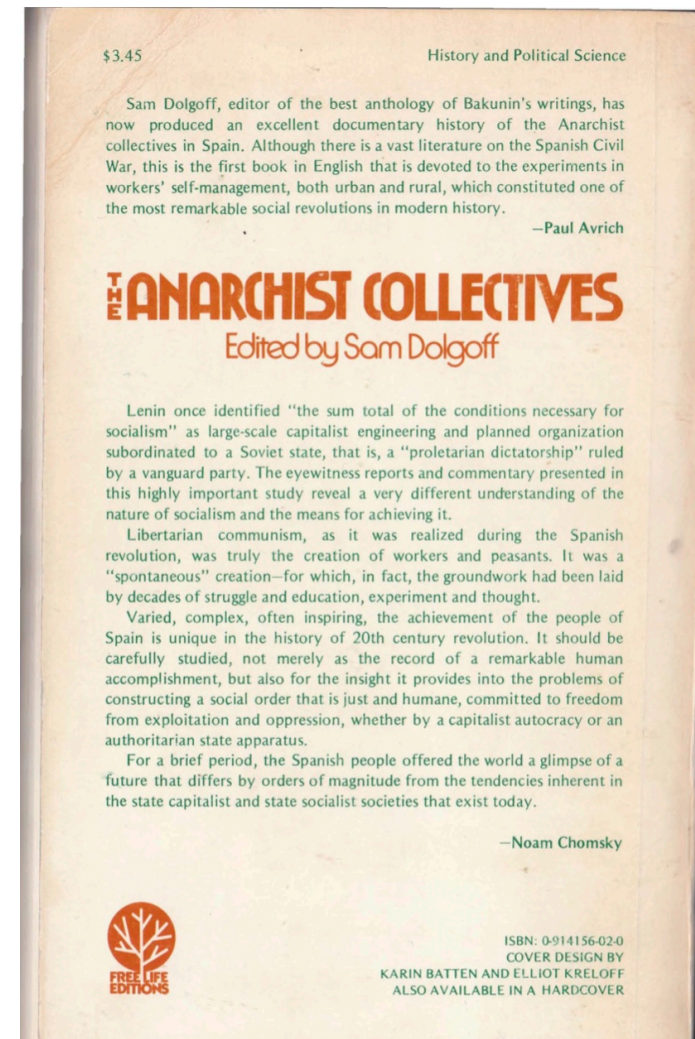 $3.45 History and Political Science
Sam Dolgoff, editor of the best anthology of Bakunin's writings, has
now produced an excellent documentary history of the Anarchist
collectives in Spain. Although there is a vast literature on the Spanish Civil
War, this is the first book in English that is devoted to the experiments in
workers' self-management, both urban and rural, which constituted one of
the most remarkable social revolutions in modern history.
—Paul Avrich
THE ANARCHIST COLLECTIVES
Edited by Sam Dolgoff
Lenin once identified "the sum total of the conditions necessary for
socialism" as large-scale capitalist engineering and planned organization
subordinated to a Soviet state, that is, a "proletarian dictatorship" ruled
by a vanguard party. The eyewitness reports and commentary presented in
this highly important study reveal a very different understanding of the
nature of socialism and the means for achieving it.
Libertarian communism, as it was realized during the Spanish
revolution, was truly the creation of workers and peasants. It was a
"spontaneous" creation—for which, in fact, the groundwork had been laid
by decades of struggle and education, experiment and thought.
Varied, complex, often inspiring, the achievement of the people of
Spain is unique in the history of 20th century revolution. It should be
carefully studied, not merely as the record of a remarkable human
accomplishment, but also for the insight it provides into the problems of
constructing a social order that is just and humane, committed to freedom
from exploitation and oppression, whether by a capitalist autocracy or an
authoritarian state apparatus.
For a brief period, the Spanish people offered the world a glimpse of a
future that differs by orders of magnitude from the tendencies inherent in
the state capitalist and state socialist societies that exist today.
—Noam Chomsky
FREE LIFE
EDITIONS
ISBN: 0-914156-02-0
COVER DESIGN BY
KARIN BATTEN AND ELLIOT KRELOFF
ALSO AVAILABLE IN A HARDCOVER